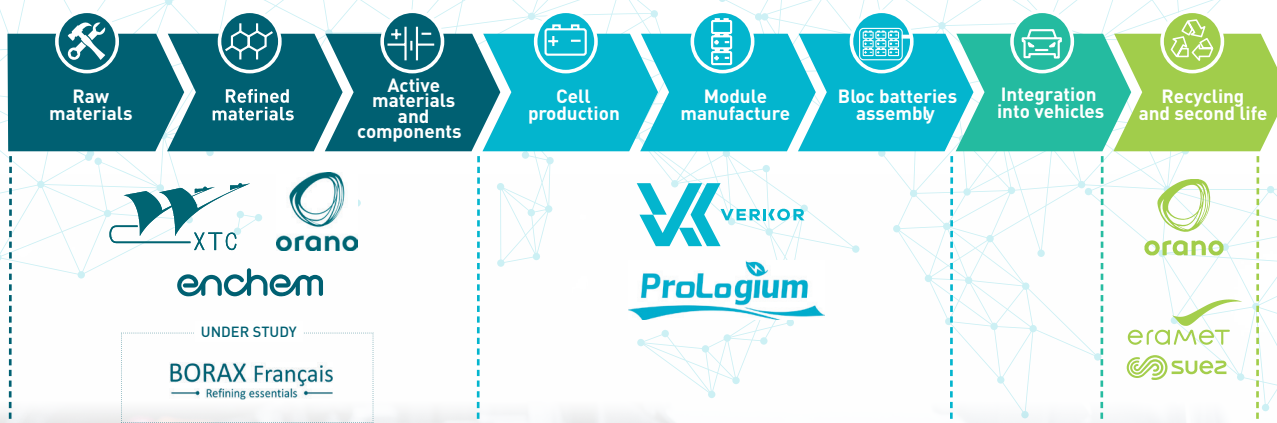 Raw
materials
Refined
materials
Active
materials
and
components
Cell
production
Module
manufacture
Bloc batteries
assembly
Integration
into vehicles
Recycling
and second life
XTC
orano
enchem
UNDER STUDY
BORAX Français
Refining essentials
VERKOR
ProLogium
orano
eramet
suez